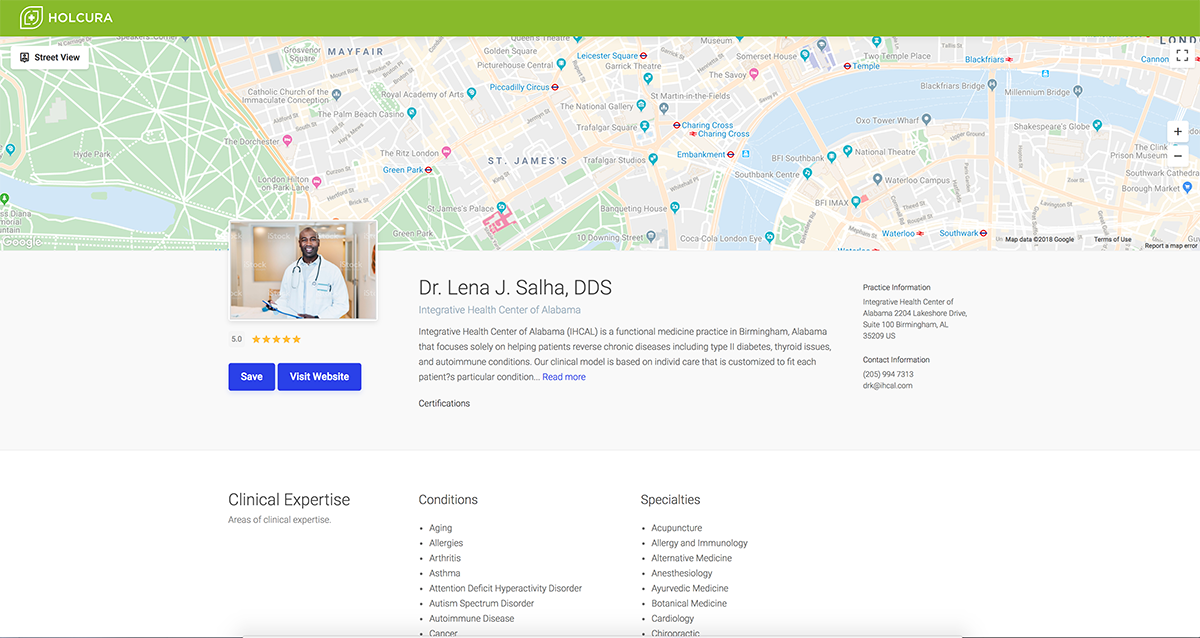 HOLCURA
Street View
MAYFAIR
Grosvenor
Square
Mount Row
Catholic Church of the
Immaculate Conception
Royal Academy of Arts
The Palm Beach Casino
The Dorchester
Hyde Park
London Hilton
on Park Lane
The Ritz London
Green Park
Green Park
Golden Square
Picturehouse Central
Piccadilly Circus
Queen's Theatre
Leicester Square
Garrick Theatre
Museum
Somerset House
Two Temple Place
Temple
The Savoy
St Martin-in-the-Fields
The National Gallery
Trafalgar Square
Charing Cross
Charing Cross
ST. JAMES'S
Trafalgar Studios
Embankment
St James's Palace
Banqueting House
10 Downing Street
Coca-Cola London Eye
Southbank Centre
BFI Southbank
National Theatre
Waterloo Campus
BFI IMAX
Waterloo
Southwark
Oxo Tower Wharf
Upper Ground
Blackfriars
Blackfriars Bridge
Millennium Bridge
Cannon
Shakespeare's Globe
The Clink
Prison Museum
Southwark Cathedra
Borough Market
+
−
Google
Map data ©2018 Google
Terms of Use
Report a map error
iStock
5.0
Save
Visit Website
Dr. Lena J. Salha, DDS
Integrative Health Center of Alabama
Integrative Health Center of Alabama (IHCAL) is a functional medicine practice in Birmingham, Alabama
that focuses solely on helping patients reverse chronic diseases including type II diabetes, thyroid issues,
and autoimmune conditions. Our clinical model is based on individ care that is customized to fit each
patient?s particular condition... Read more
Certifications
Practice Information
Integrative Health Center of
Alabama 2204 Lakeshore Drive,
Suite 100 Birmingham, AL
35209 US
Contact Information
(205) 994 7313
drk@ihcal.com
Clinical Expertise
Areas of clinical expertise.
Conditions
Aging
Allergies
Arthritis
Asthma
Attention Deficit Hyperactivity Disorder
Autism Spectrum Disorder
Autoimmune Disease
Cancer
Specialties
Acupuncture
Allergy and Immunology
Alternative Medicine
Anesthesiology
Ayurvedic Medicine
Botanical Medicine
Cardiology
Chiropractic